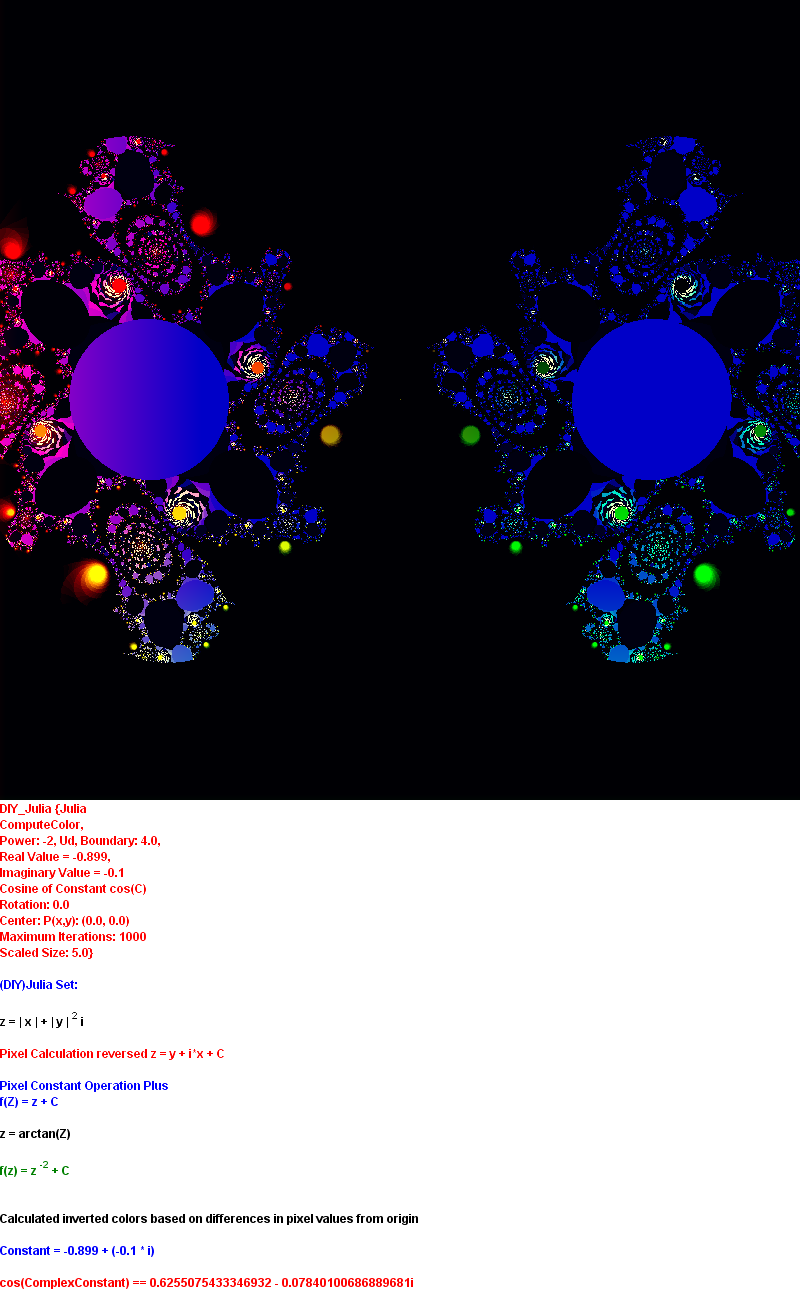 DIY_Julia {Julia
ComputeColor,
Power: -2, Ud, Boundary: 4.0,
Real Value = -0.899,
Imaginary Value = -0.1
Cosine of Constant cos(C)
Rotation: 0.0
Center: P(x,y): (0.0, 0.0)
Maximum Iterations: 1000
Scaled Size: 5.0}
(DIY)Julia Set:
z = | x | + | y | 2 i
Pixel Calculation reversed z = y + i*x + C
Pixel Constant Operation Plus
f(Z) = z + C
z = arctan(Z)
f(z) = z -2 + C
Calculated inverted colors based on differences in pixel values from origin
Constant = -0.899 + (-0.1 * i)
cos(ComplexConstant) == 0.6255075433346932 - 0.07840100686889681i